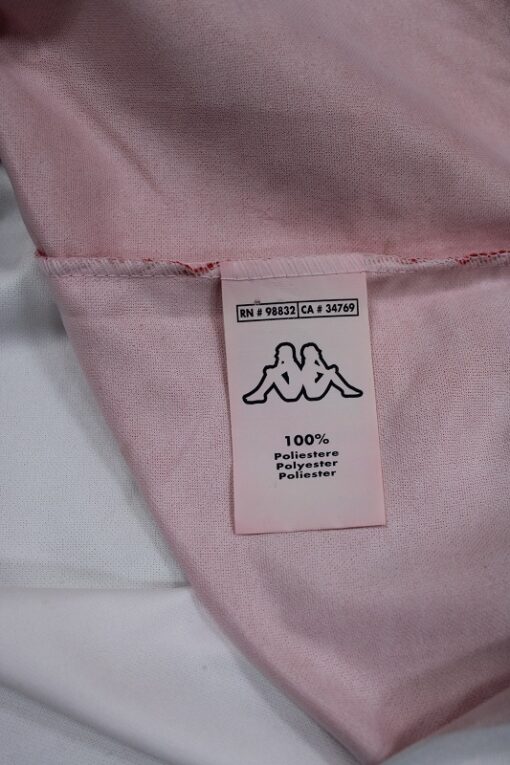 RN # 98832 CA # 34769
100%
Poliestere
Polyester
Poliester